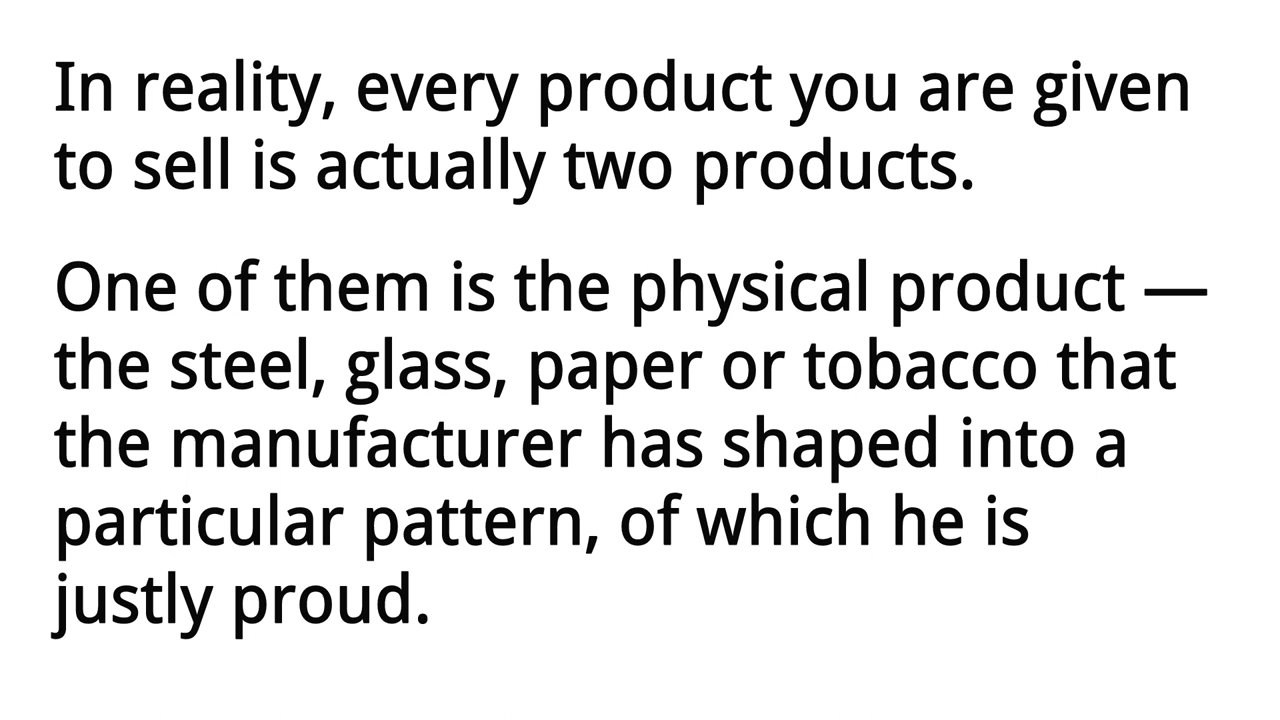 In reality, every product you are given
to sell is actually two products.
One of them is the physical product —
the steel, glass, paper or tobacco that
the manufacturer has shaped into a
particular pattern, of which he is
justly proud.